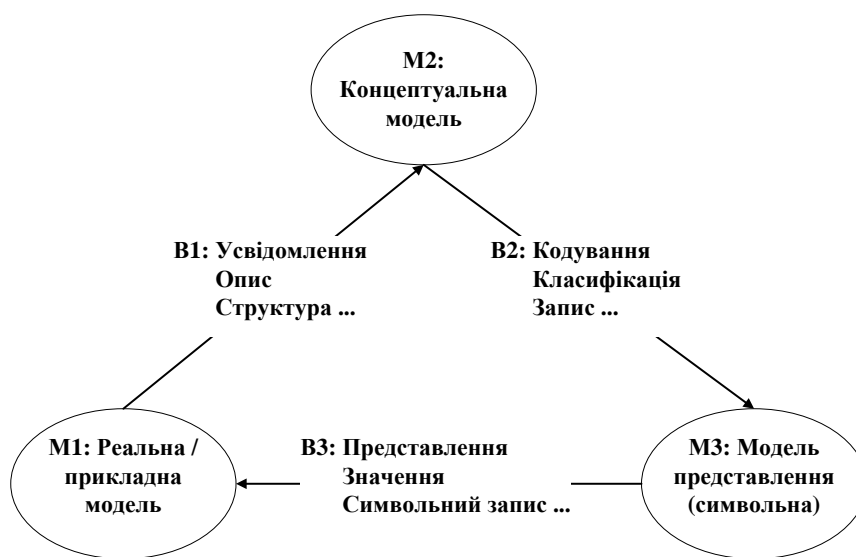 М2:
Концептуальна
модель
В1: Усвідомлення
Опис
Структура ...
В2: Кодування
Класифікація
Запис ...
М1: Реальна /
прикладна
модель
В3: Представлення
Значення
Символьний запис ...
М3: Модель
представлення
(символьна)